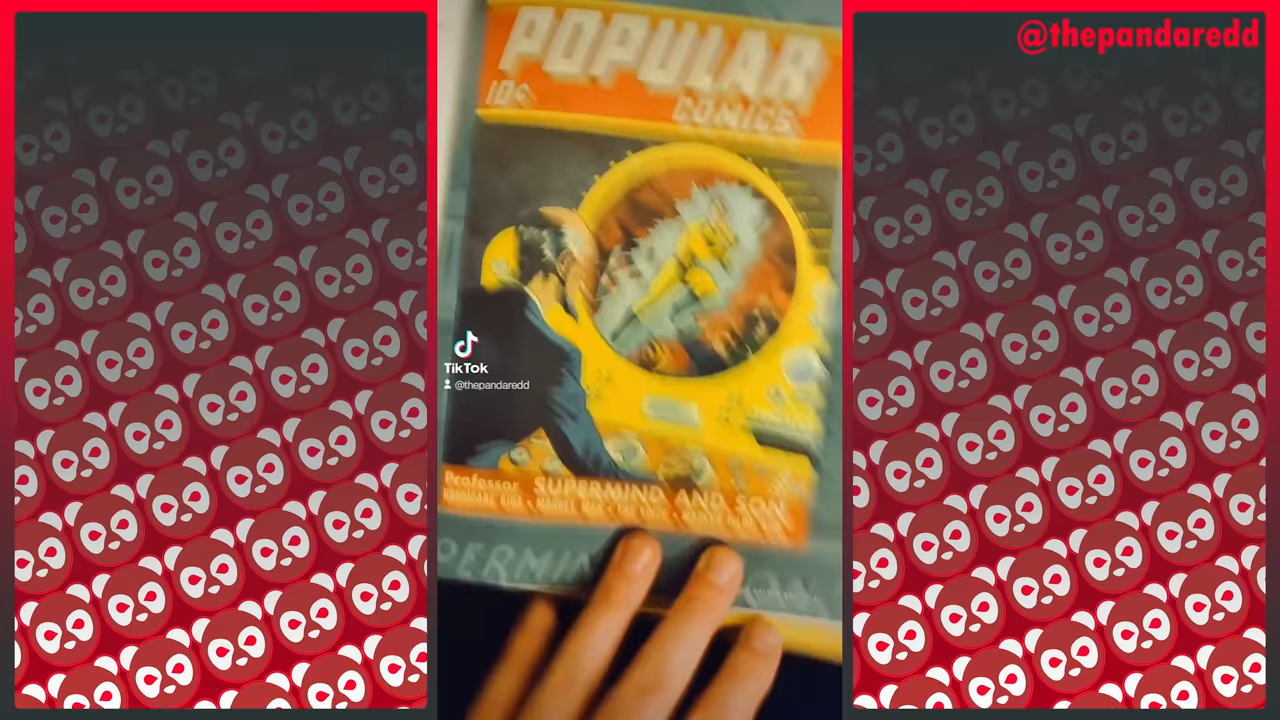 @thepandaredd
POPULAR
10¢
COMICS
TikTok
@thepandaredd
Professor SUPERMIND AND SON